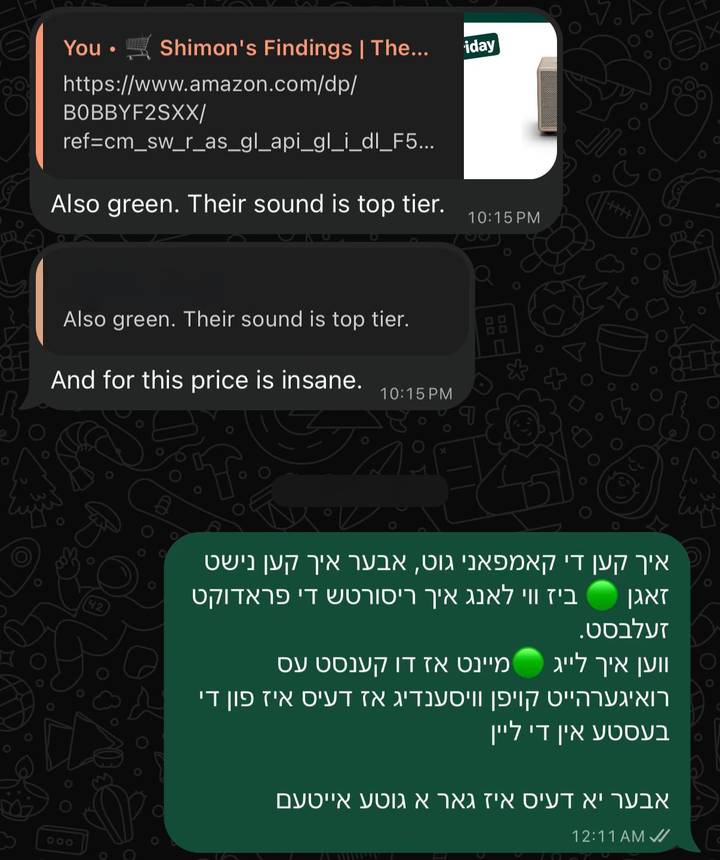 You • 🛒 Shimon's Findings | The...
https://www.amazon.com/dp/
B0BBYF2SXX/
ref=cm_sw_r_as_gl_api_gl_i_dl_F5...
iday
Also green. Their sound is top tier.
10:15 PM
Also green. Their sound is top tier.
And for this price is insane.
10:15 PM
איך קען די קאמפאני גוט, אבער איך קען נישט
זאגן 🟢 ביז ווי לאנג איך ריסורטש די פראדוקט
זעלבסט.
ווען איך לייג 🟢מיינט אז דו קענסט עס
רואיגערהייט קויפן וויסענדיג אז דעיס איז פון די
בעסטע אין די ליין
אבער יא דעיס איז גאר א גוטע אייטעם
12:11 AM